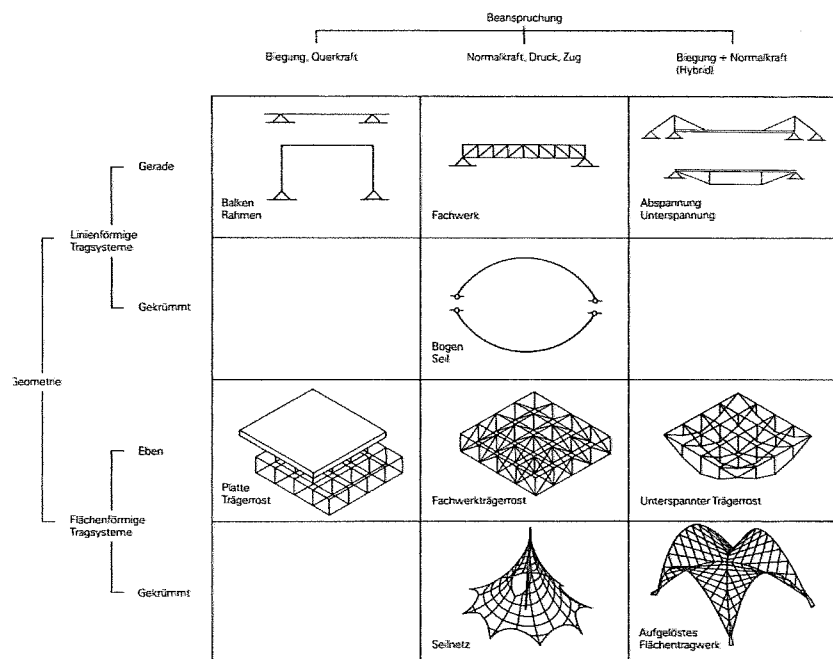 Beanspruchung
Biegung, Querkraft
Normalkraft, Druck, Zug
Biegung + Normalkraft
(Hybrid)
Gerade
Balken
Rahmen
Fachwerk
Abspannung
Unterspannung
Linienförmige
Tragsysteme
Gekrümmt
Bogen
Seil
Geometrie
Eben
Platte
Trägerrost
Fachwerkträgerrost
Unterspannter Trägerrost
Flächenförmige
Tragsysteme
Gekrümmt
Seilnetz
Aufgelöstes
Flächentragwerk